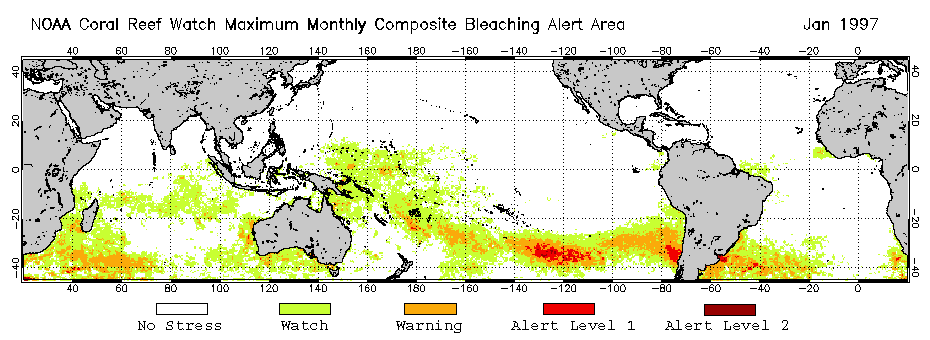 NOAA Coral Reef Watch Maximum Monthly Composite Bleaching Alert Area Jan 1997
40 60 80 100 120 140 160 180 -160 -140 -120 -100 -80 -60 -40 -20 0
40 40
20 20
0 0
-20 -20
-40 -40
40 60 80 100 120 140 160 180 -160 -140 -120 -100 -80 -60 -40 -20 0
No Stress Watch Warning Alert Level 1 Alert Level 2